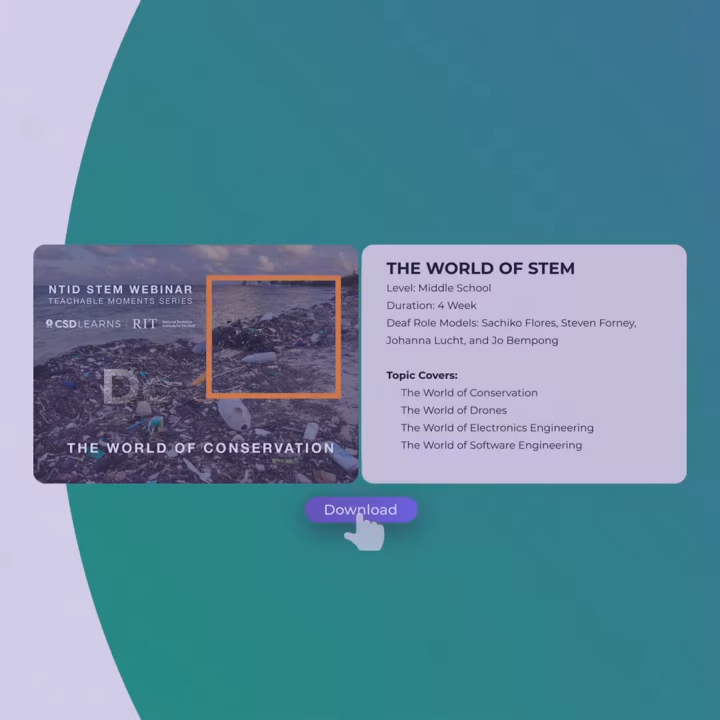 NTID STEM WEBINAR
TEACHABLE MOMENTS SERIES
CSDLEARNS RIT
D
THE WORLD OF CONSERVATION
THE WORLD OF STEM
Level: Middle School
Duration: 4 Week
Deaf Role Models: Sachiko Flores, Steven Forney,
Johanna Lucht, and Jo Bempong
Topic Covers:
The World of Conservation
The World of Drones
The World of Electronics Engineering
The World of Software Engineering
Download